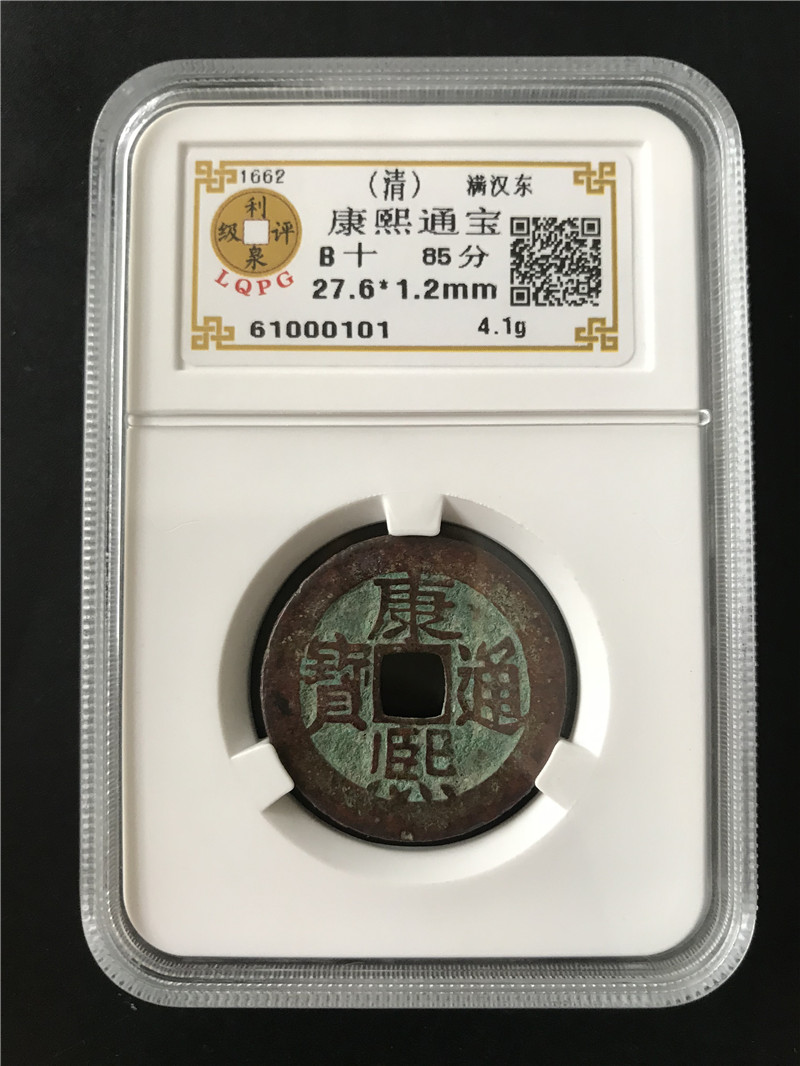 1662
(清) 满汉东
利泉评级
康熙通宝
B十 85分
LQPG
27.6*1.2mm
61000101 4.1g
康熙通寳